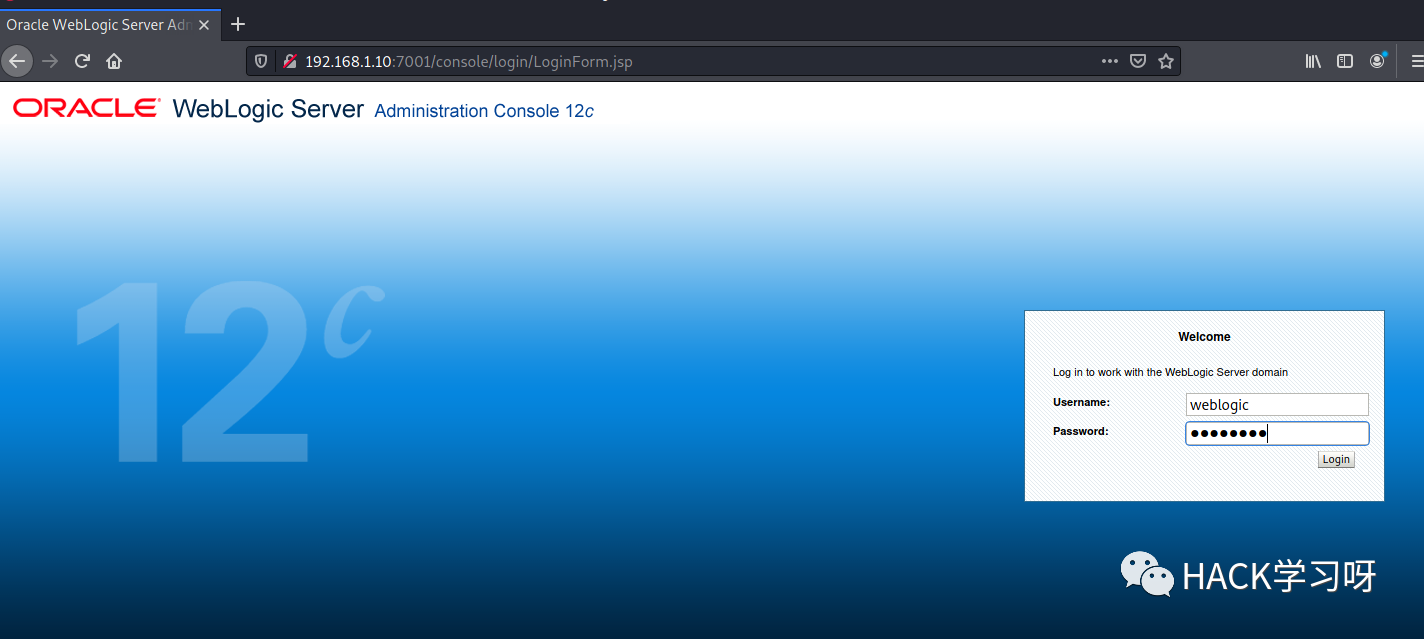 Oracle WebLogic Server Adn
192.168.1.10:7001/console/login/LoginForm.jsp
ORACLE WebLogic Server Administration Console 12c
12c
Welcome
Log in to work with the WebLogic Server domain
Username: weblogic
Password: ●●●●●●●●
Login
HACK学习呀